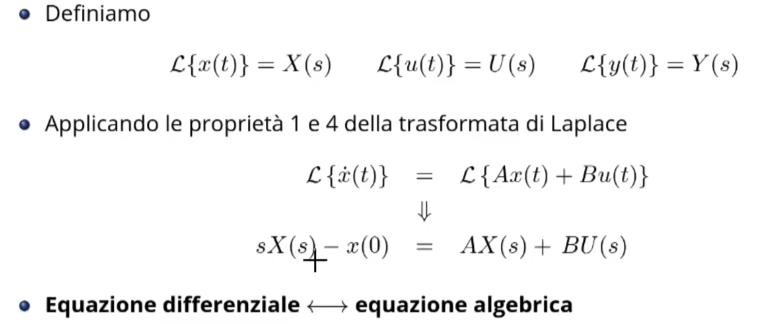 Definiamo
ℒ{x(t)} = X(s) ℒ{u(t)} = U(s) ℒ{y(t)} = Y(s)
Applicando le proprietà 1 e 4 della trasformata di Laplace
ℒ{ẋ(t)} = ℒ{Ax(t) + Bu(t)}
⇓
sX(s) − x(0) = AX(s) + BU(s)
Equazione differenziale ⟷ equazione algebrica